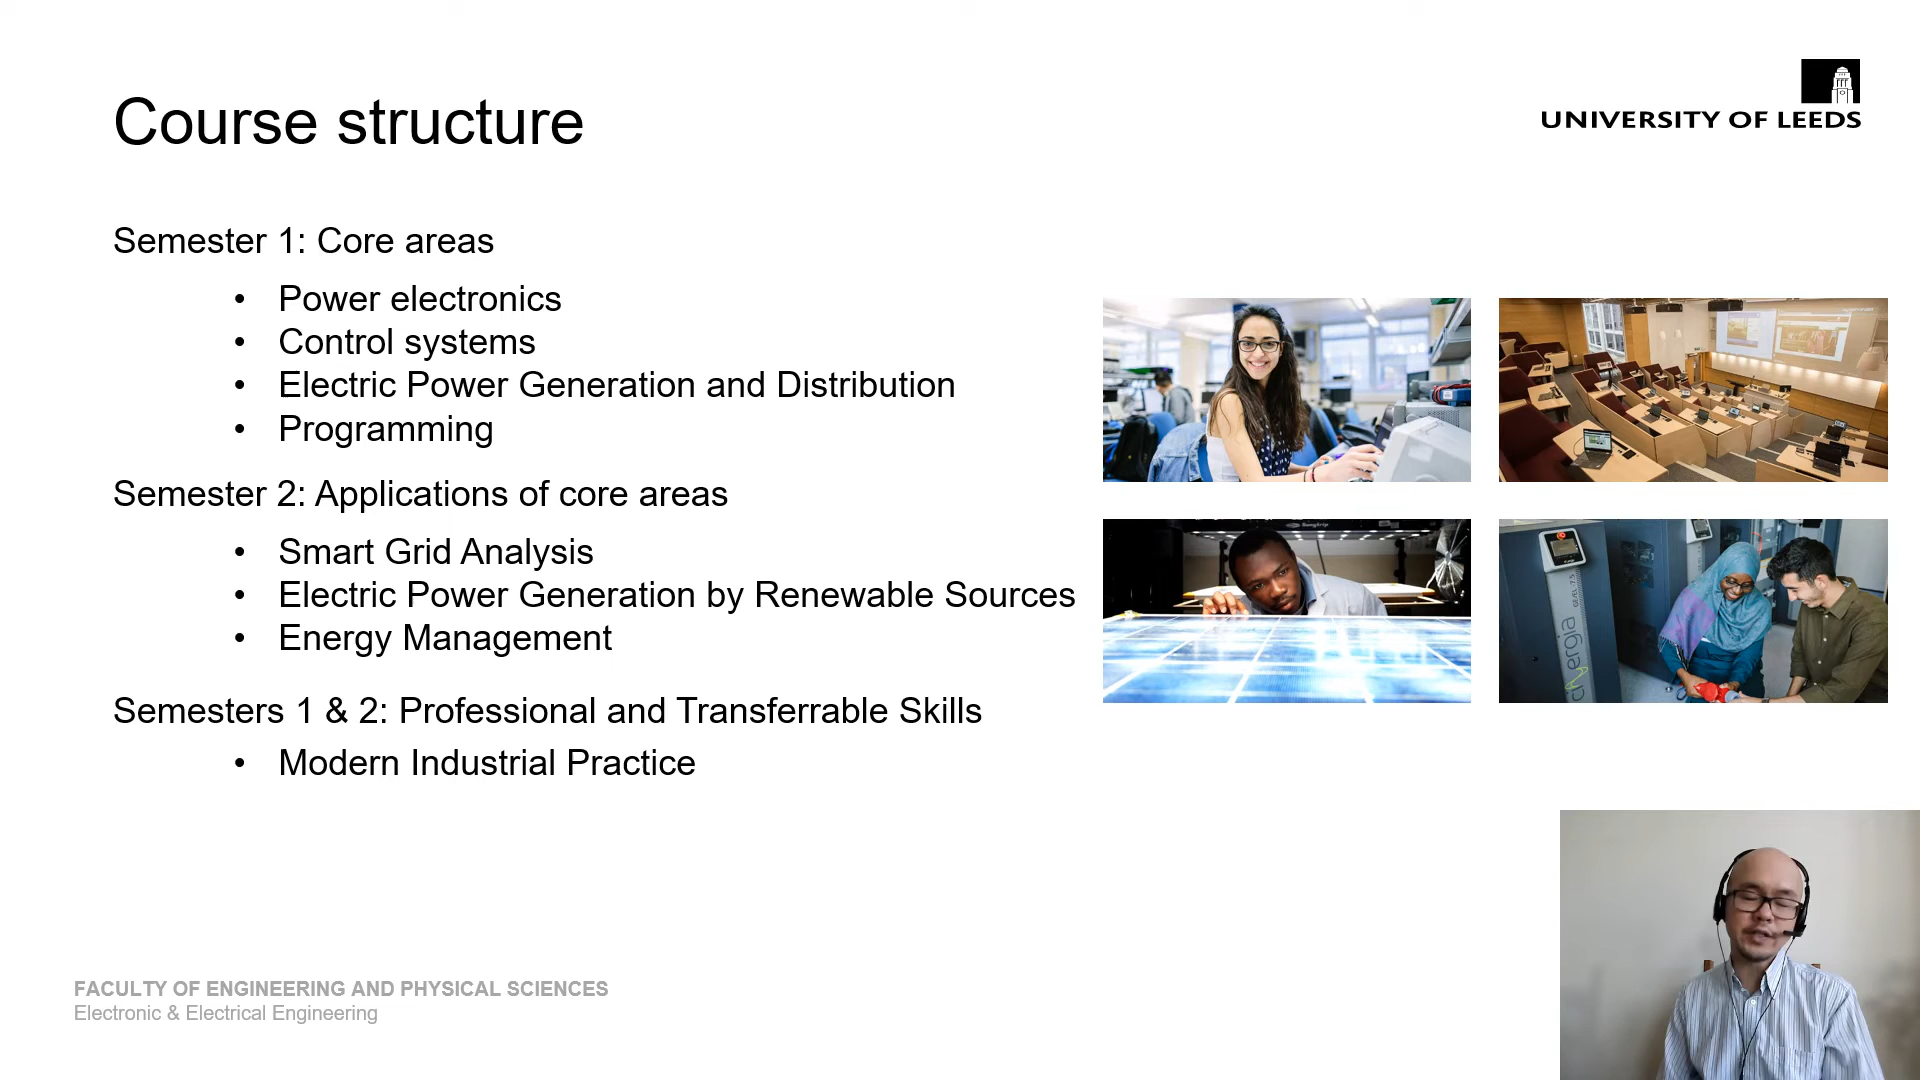 Course structure
UNIVERSITY OF LEEDS
Semester 1: Core areas
• Power electronics
• Control systems
• Electric Power Generation and Distribution
• Programming
Semester 2: Applications of core areas
• Smart Grid Analysis
• Electric Power Generation by Renewable Sources
• Energy Management
Semesters 1 & 2: Professional and Transferrable Skills
• Modern Industrial Practice
FACULTY OF ENGINEERING AND PHYSICAL SCIENCES
Electronic & Electrical Engineering